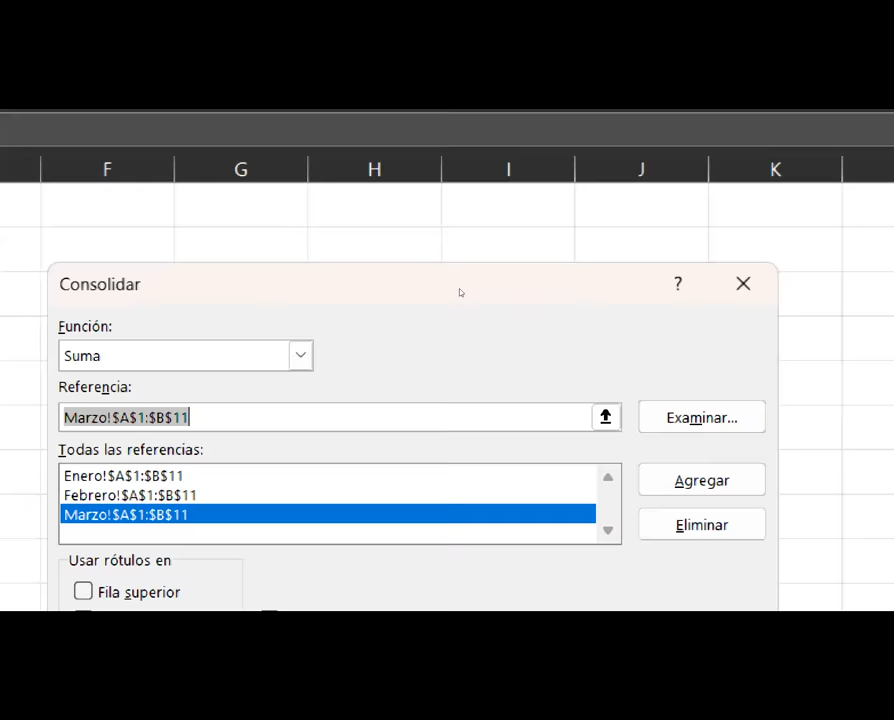 F G H I J K
Consolidar ?
Función:
Suma
Referencia:
Marzo!$A$1:$B$11
Examinar...
Todas las referencias:
Enero!$A$1:$B$11
Febrero!$A$1:$B$11
Marzo!$A$1:$B$11
Agregar
Eliminar
Usar rótulos en
Fila superior